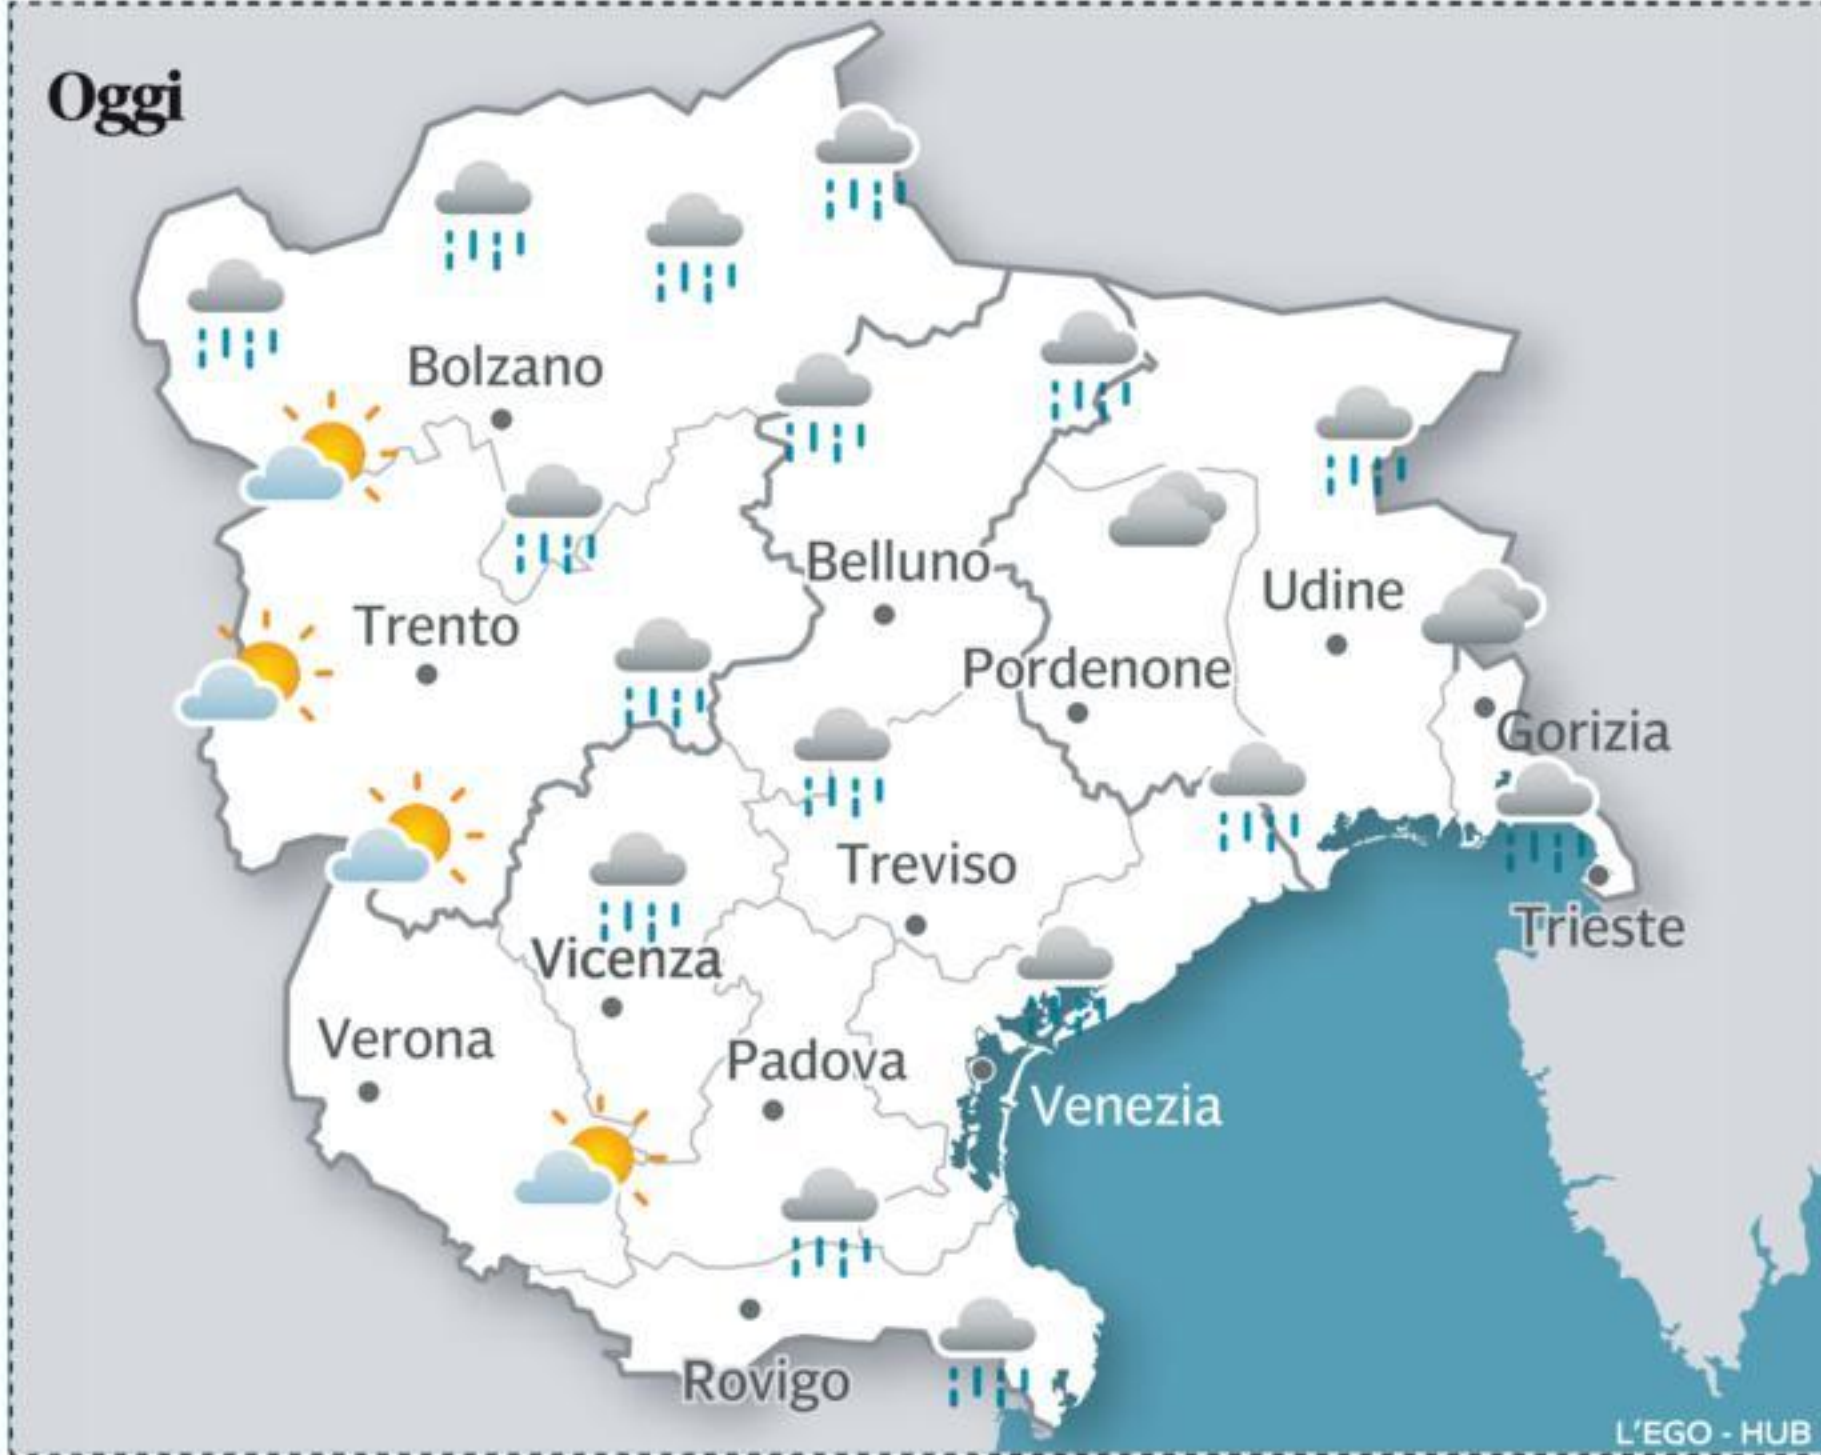 Oggi
Bolzano
Belluno
Udine
Trento
Pordenone
Gorizia
Treviso
Trieste
Vicenza
Verona
Padova
Venezia
Rovigo
L'EGO - HUB